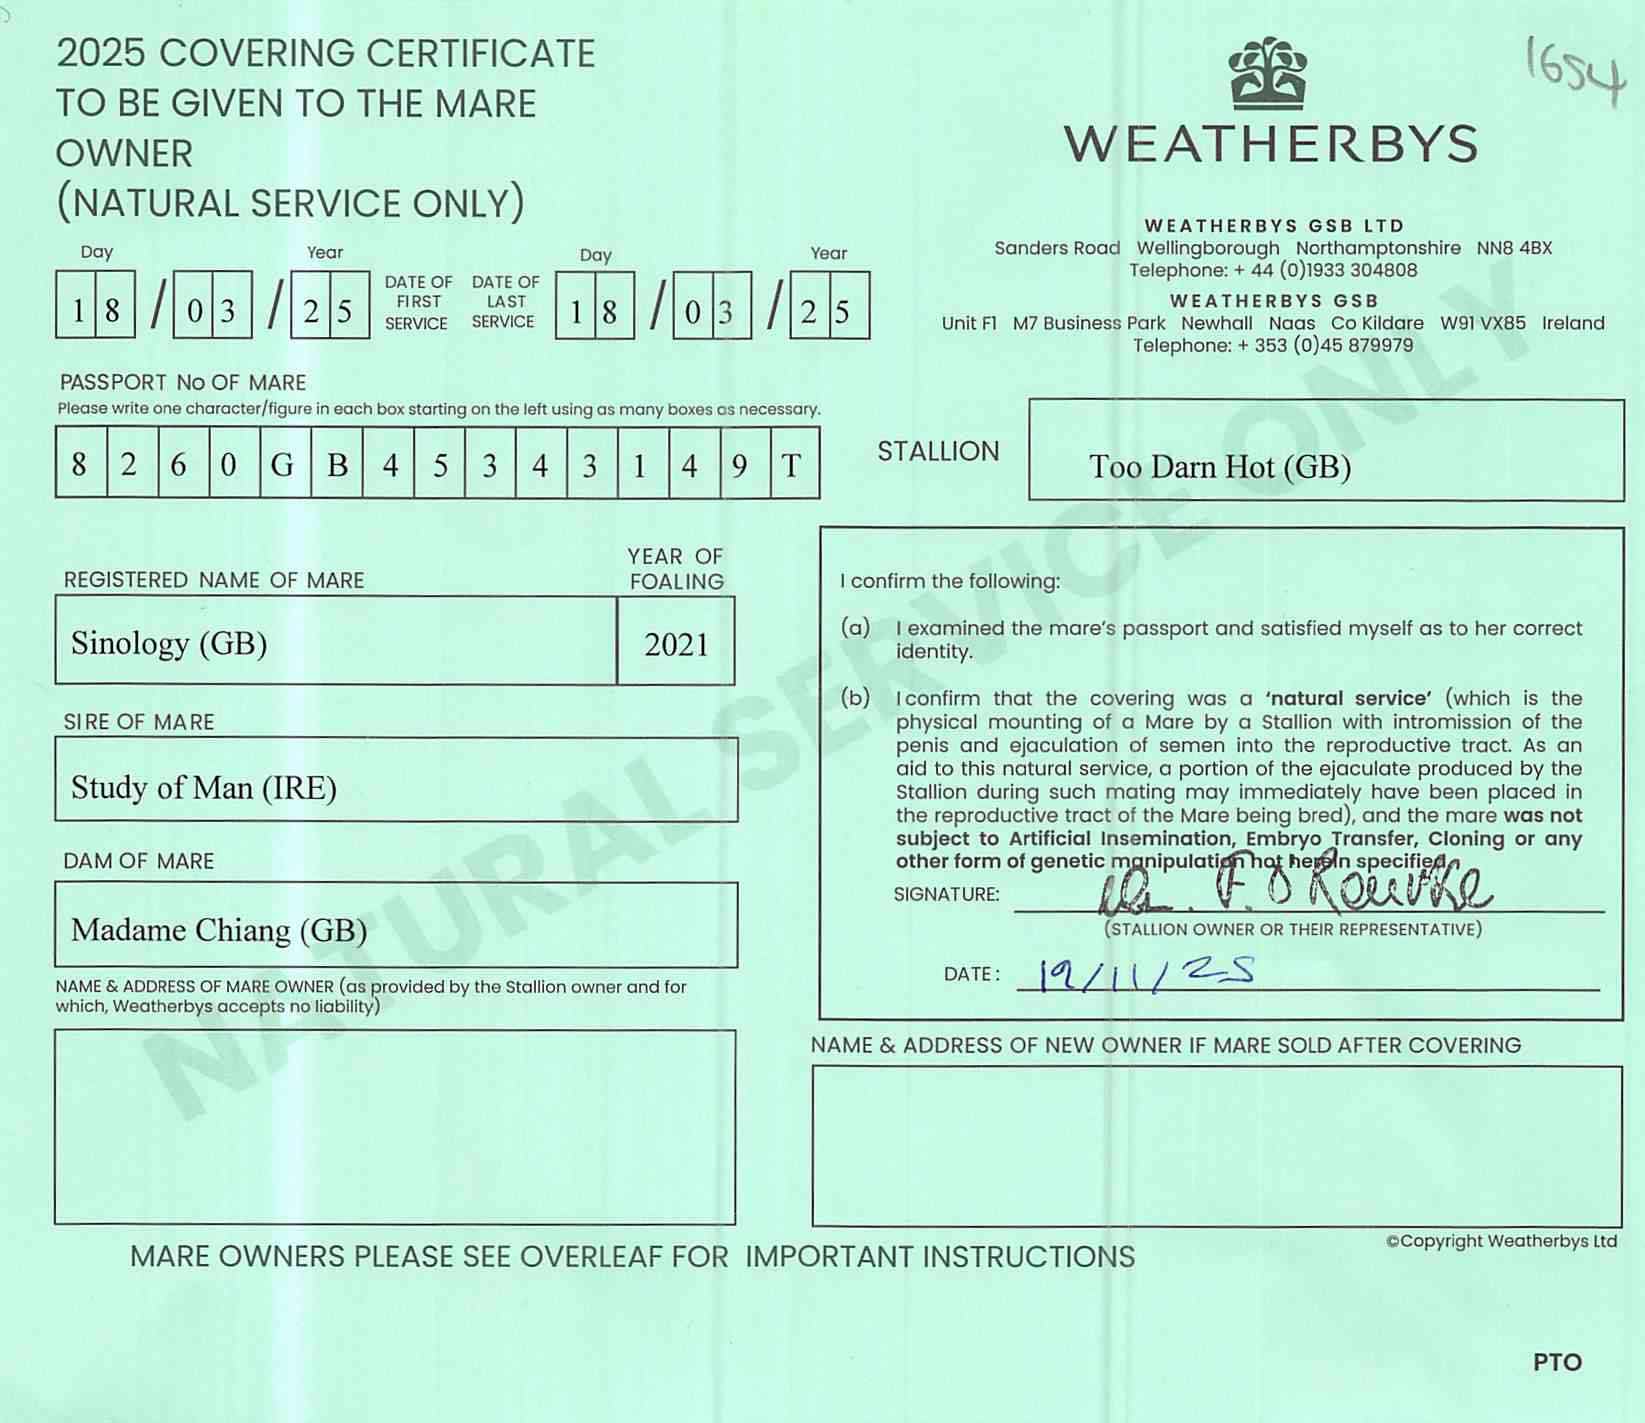 2025 COVERING CERTIFICATE
TO BE GIVEN TO THE MARE
OWNER
(NATURAL SERVICE ONLY)
1654
WEATHERBYS
WEATHERBYS GSB LTD
Sanders Road Wellingborough Northamptonshire NN8 4BX
Telephone: + 44 (0)1933 304808
WEATHERBYS GSB
Unit F1 M7 Business Park Newhall Naas Co Kildare W91 VX85 Ireland
Telephone: + 353 (0)45 879979
Day Year Day Year
18 / 03 / 25 DATE OF FIRST SERVICE DATE OF LAST SERVICE 18 / 03 / 25
PASSPORT No OF MARE
Please write one character/figure in each box starting on the left using as many boxes as necessary.
8260GB45343149T
STALLION Too Darn Hot (GB)
REGISTERED NAME OF MARE YEAR OF FOALING
Sinology (GB) 2021
SIRE OF MARE
Study of Man (IRE)
DAM OF MARE
Madame Chiang (GB)
NAME & ADDRESS OF MARE OWNER (as provided by the Stallion owner and for
which, Weatherbys accepts no liability)
I confirm the following:
(a) I examined the mare's passport and satisfied myself as to her correct
identity.
(b) I confirm that the covering was a 'natural service' (which is the
physical mounting of a Mare by a Stallion with intromission of the
penis and ejaculation of semen into the reproductive tract. As an
aid to this natural service, a portion of the ejaculate produced by the
Stallion during such mating may immediately have been placed in
the reproductive tract of the Mare being bred), and the mare was not
subject to Artificial Insemination, Embryo Transfer, Cloning or any
other form of genetic manipulation not herein specified.
SIGNATURE: F. O'Rourke
(STALLION OWNER OR THEIR REPRESENTATIVE)
DATE: 19/11/25
NAME & ADDRESS OF NEW OWNER IF MARE SOLD AFTER COVERING
©Copyright Weatherbys Ltd
MARE OWNERS PLEASE SEE OVERLEAF FOR IMPORTANT INSTRUCTIONS
PTO
NATURAL SERVICE ONLY